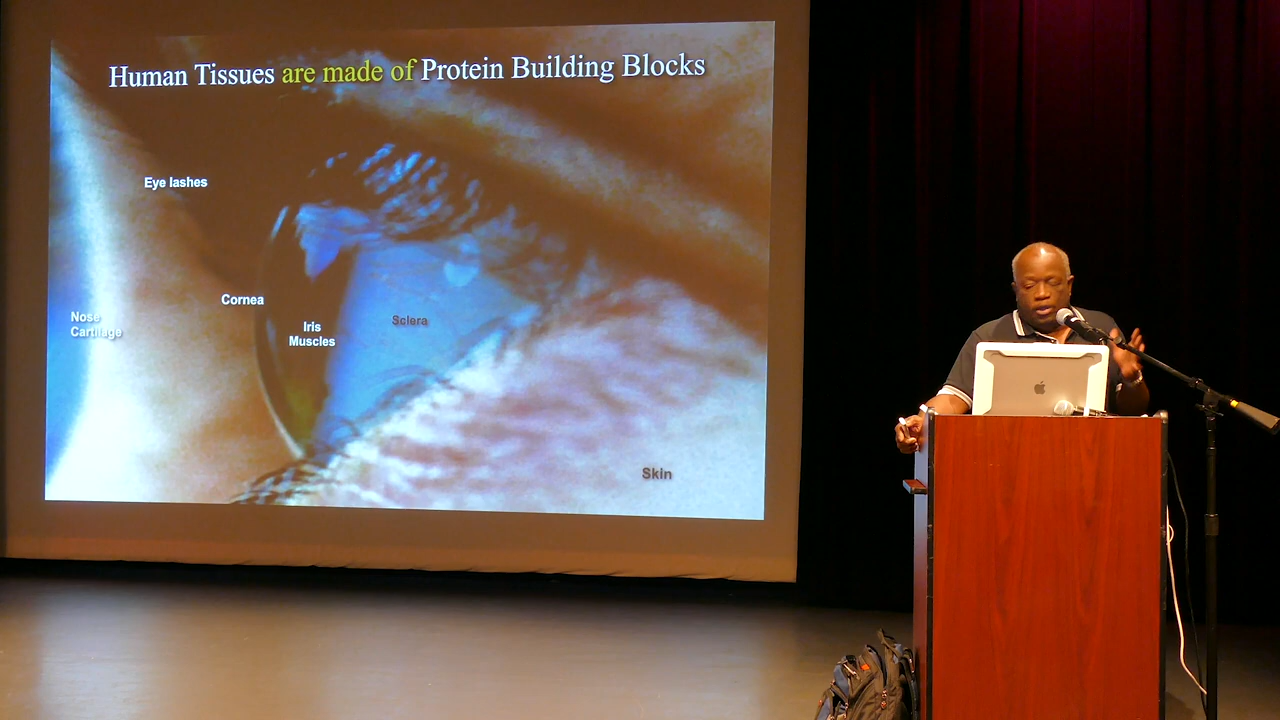 Human Tissues are made of Protein Building Blocks
Eye lashes
Cornea
Nose
Cartilage
Iris
Muscles
Sclera
Skin